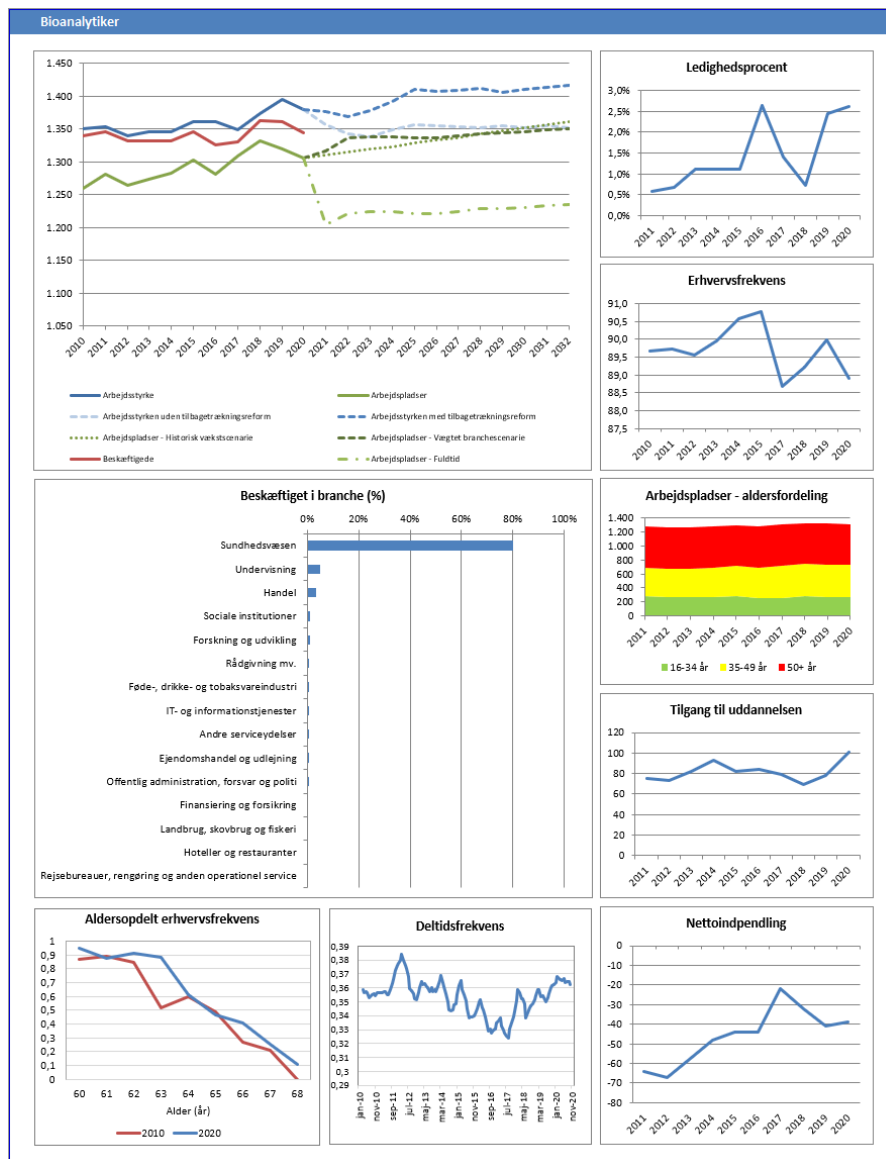 Bioanalytiker
1.450
1.400
1.350
1.300
1.250
1.200
1.150
1.100
1.050
2010 2011 2012 2013 2014 2015 2016 2017 2018 2019 2020 2021 2022 2023 2024 2025 2026 2027 2028 2029 2030 2031 2032
Arbejdsstyrke Arbejdspladser
Arbejdsstyrken uden tilbagetrækningsreform Arbejdsstyrken med tilbagetrækningsreform
Arbejdspladser - Historisk vækstscenarie Arbejdspladser - Vægtet branchescenarie
Beskæftigede Arbejdspladser - Fuldtid
Ledighedsprocent
3,0%
2,5%
2,0%
1,5%
1,0%
0,5%
0,0%
2011 2012 2013 2014 2015 2016 2017 2018 2019 2020
Erhvervsfrekvens
91,0
90,5
90,0
89,5
89,0
88,5
88,0
87,5
2010 2011 2012 2013 2014 2015 2017 2018 2019 2020
Beskæftiget i branche (%)
0% 20% 40% 60% 80% 100%
Sundhedsvæsen
Undervisning
Handel
Sociale institutioner
Forskning og udvikling
Rådgivning mv.
Føde-, drikke- og tobaksvareindustri
IT- og informationstjenester
Andre serviceydelser
Ejendomshandel og udlejning
Offentlig administration, forsvar og politi
Finansiering og forsikring
Landbrug, skovbrug og fiskeri
Hoteller og restauranter
Rejsebureauer, rengøring og anden operationel service
Arbejdspladser - aldersfordeling
1.400
1.200
1.000
800
600
400
200
0
2011 2012 2013 2014 2015 2016 2017 2018 2019 2020
16-34 år 35-49 år 50+ år
Tilgang til uddannelsen
120
100
80
60
40
20
0
2011 2012 2013 2014 2015 2016 2017 2018 2019 2020
Aldersopdelt erhvervsfrekvens
1
0,9
0,8
0,7
0,6
0,5
0,4
0,3
0,2
0,1
0
60 61 62 63 64 65 66 67 68
Alder (år)
2010 2020
Deltidsfrekvens
0,39
0,38
0,37
0,36
0,35
0,34
0,33
0,32
0,31
0,3
0,29
jan-10 nov-10 sep-11 jul-12 maj-13 mar-14 jan-15 nov-15 sep-16 jul-17 maj-18 mar-19 jan-20 nov-20
Nettoindpendling
0
-10
-20
-30
-40
-50
-60
-70
-80
2011 2012 2013 2014 2015 2016 2017 2018 2019 2020